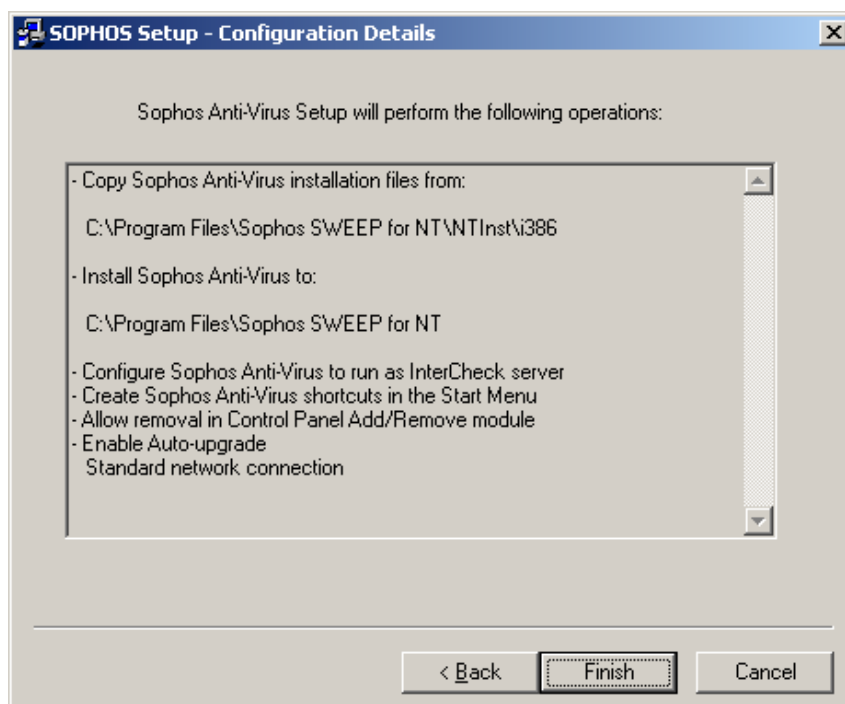 SOPHOS Setup - Configuration Details
Sophos Anti-Virus Setup will perform the following operations:
- Copy Sophos Anti-Virus installation files from:
C:\Program Files\Sophos SWEEP for NT\NTInst\i386
- Install Sophos Anti-Virus to:
C:\Program Files\Sophos SWEEP for NT
- Configure Sophos Anti-Virus to run as InterCheck server
- Create Sophos Anti-Virus shortcuts in the Start Menu
- Allow removal in Control Panel Add/Remove module
- Enable Auto-upgrade
Standard network connection
< Back Finish Cancel